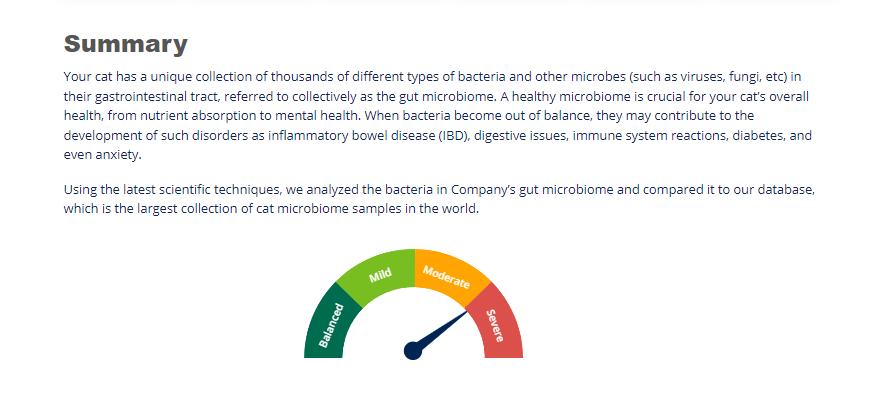 Summary
Your cat has a unique collection of thousands of different types of bacteria and other microbes (such as viruses, fungi, etc) in
their gastrointestinal tract, referred to collectively as the gut microbiome. A healthy microbiome is crucial for your cat's overall
health, from nutrient absorption to mental health. When bacteria become out of balance, they may contribute to the
development of such disorders as inflammatory bowel disease (IBD), digestive issues, immune system reactions, diabetes, and
even anxiety.
Using the latest scientific techniques, we analyzed the bacteria in Company's gut microbiome and compared it to our database,
which is the largest collection of cat microbiome samples in the world.
Balanced
Mild
Moderate
Severe